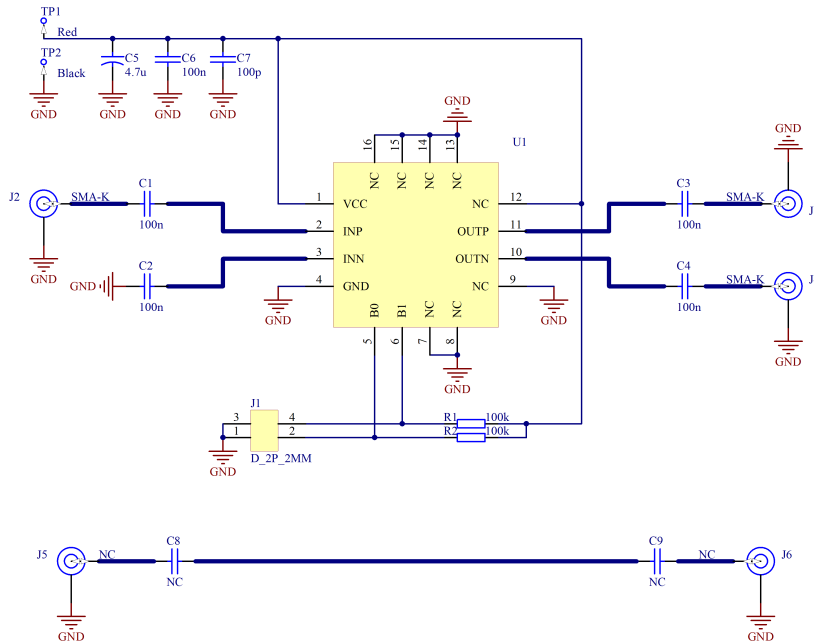 TP1
Red
TP2
Black
C5
4.7u
C6
100n
C7
100p
GND
GND
GND
GND
GND
GND
U1
16
15
14
13
NC
NC
NC
NC
J2
SMA-K
C1
100n
1
VCC
NC
12
C3
100n
SMA-K
J
2
INP
OUTP
11
GND
GND
C2
100n
3
INN
OUTN
10
C4
100n
SMA-K
J
4
GND
NC
9
GND
GND
GND
B0
B1
NC
NC
5
6
7
8
GND
J1
3
4
1
2
R1
100k
R2
100k
GND
D_2P_2MM
J5
NC
C8
NC
C9
NC
NC
J6
GND
GND